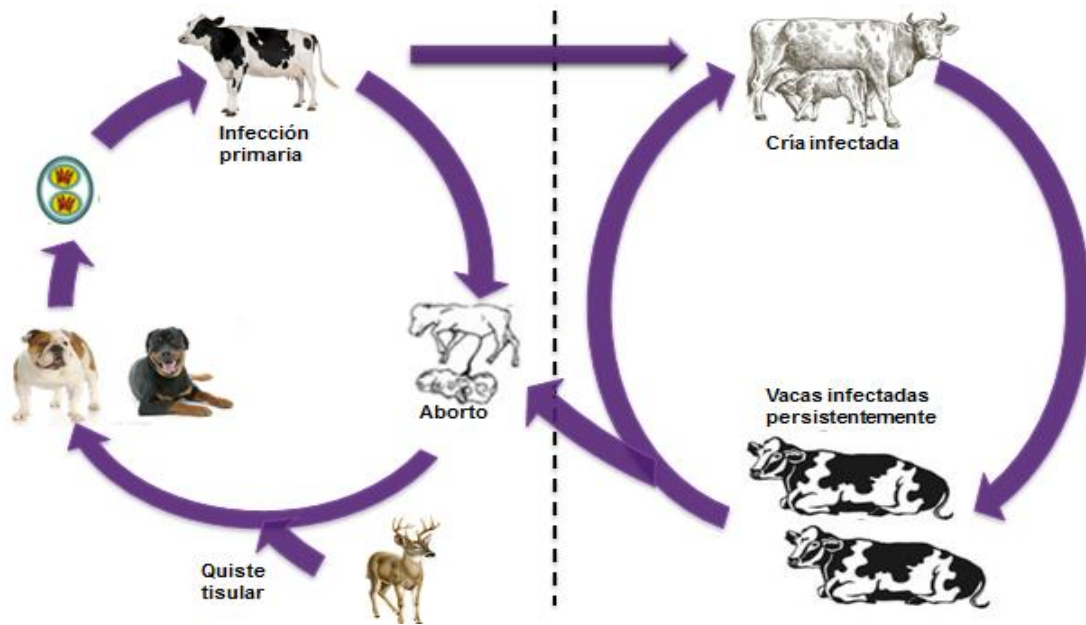 Infección
primaria
Cría infectada
Aborto
Vacas infectadas
persistentemente
Quiste
tisular